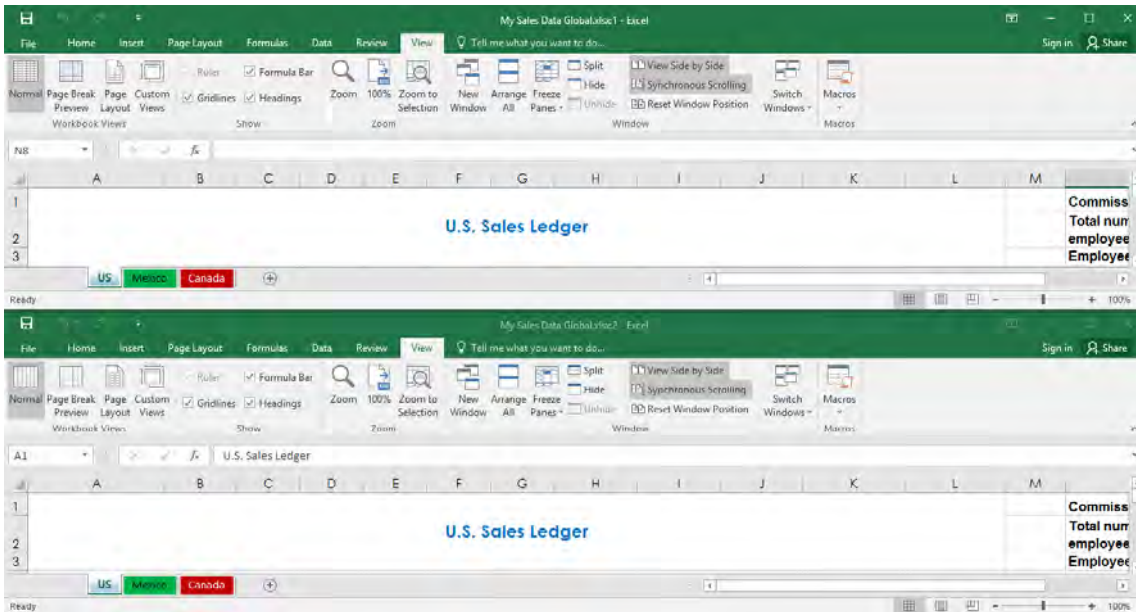 My Sales Data Global.xlsx:1 - Excel
File Home Insert Page Layout Formulas Data Review View Tell me what you want to do... Sign in Share
Normal Page Break Preview Page Layout Custom Views
Workbook Views
Ruler Formula Bar
Gridlines Headings
Show
Zoom 100% Zoom to Selection
Zoom
New Window Arrange All Freeze Panes
Split
Hide
Unhide
View Side by Side
Synchronous Scrolling
Reset Window Position
Switch Windows
Window
Macros
Macros
N8 fx
A B C D E F G H I J K L M
1 Commiss
U.S. Sales Ledger
Total num
2 employee
3 Employee
US Mexico Canada
Ready 100%
My Sales Data Global.xlsx:2 - Excel
File Home Insert Page Layout Formulas Data Review View Tell me what you want to do... Sign in Share
Normal Page Break Preview Page Layout Custom Views
Workbook Views
Ruler Formula Bar
Gridlines Headings
Show
Zoom 100% Zoom to Selection
Zoom
New Window Arrange All Freeze Panes
Split
Hide
Unhide
View Side by Side
Synchronous Scrolling
Reset Window Position
Switch Windows
Window
Macros
Macros
A1 fx U.S. Sales Ledger
A B C D E F G H I J K L M
1 Commiss
U.S. Sales Ledger
Total num
2 employee
3 Employee
US Mexico Canada
Ready 100%